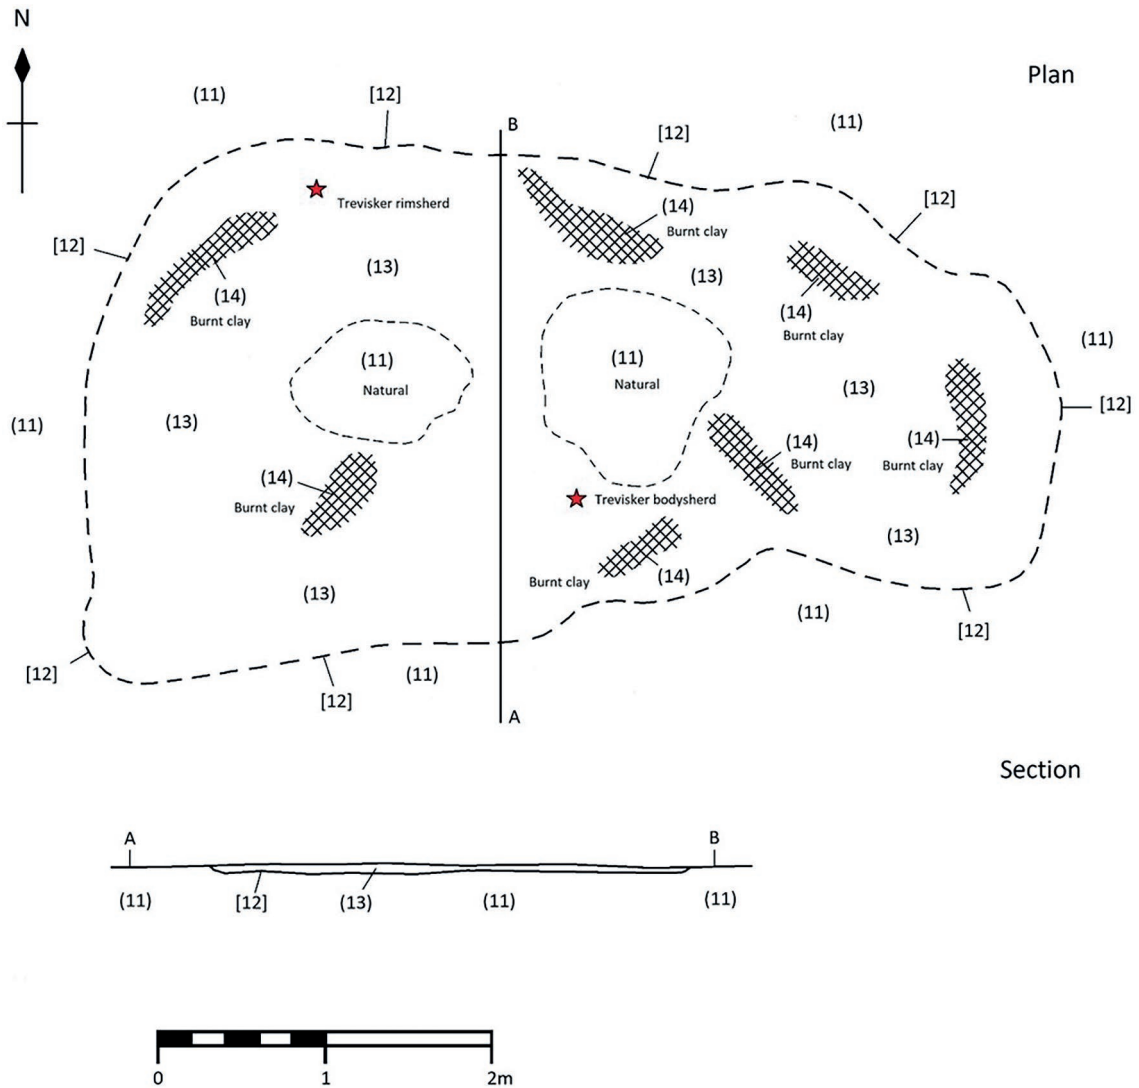 N
Plan
(11)
[12]
B
[12]
(11)
[12]
Trevisker rimsherd
(14)
Burnt clay
[12]
(13)
(13)
(14)
Burnt clay
(14)
Burnt clay
(11)
(11)
Natural
(11)
Natural
(13)
[12]
(11)
(13)
(14)
Burnt clay
(14)
Burnt clay
(14)
Burnt clay
Trevisker bodysherd
(13)
Burnt clay
(14)
(13)
(11)
[12]
[12]
(11)
[12]
A
Section
A
B
(11)
[12]
(13)
(11)
(11)
0
1
2m